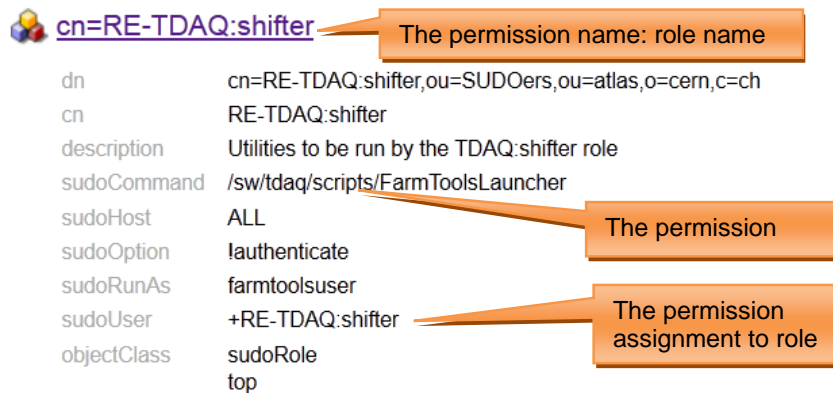 cn=RE-TDAQ:shifter
The permission name: role name
dn cn=RE-TDAQ:shifter,ou=SUDOers,ou=atlas,o=cern,c=ch
cn RE-TDAQ:shifter
description Utilities to be run by the TDAQ:shifter role
sudoCommand /sw/tdaq/scripts/FarmToolsLauncher
sudoHost ALL
The permission
sudoOption !authenticate
sudoRunAs farmtoolsuser
sudoUser +RE-TDAQ:shifter
The permission
assignment to role
objectClass sudoRole
top